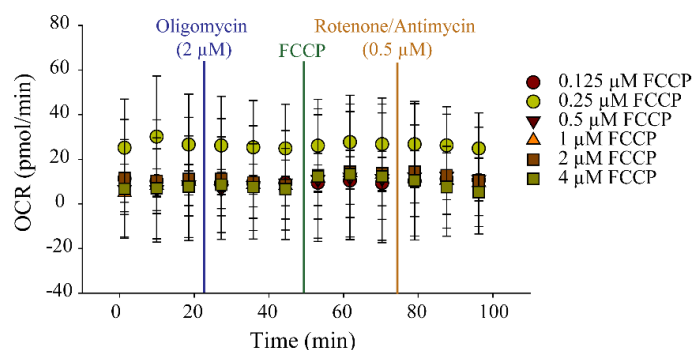 Oligomycin
(2 µM)
FCCP
Rotenone/Antimycin
(0.5 µM)
80
60
40
20
0
-20
-40
OCR (pmol/min)
0
20
40
60
80
100
Time (min)
0.125 µM FCCP
0.25 µM FCCP
0.5 µM FCCP
1 µM FCCP
2 µM FCCP
4 µM FCCP